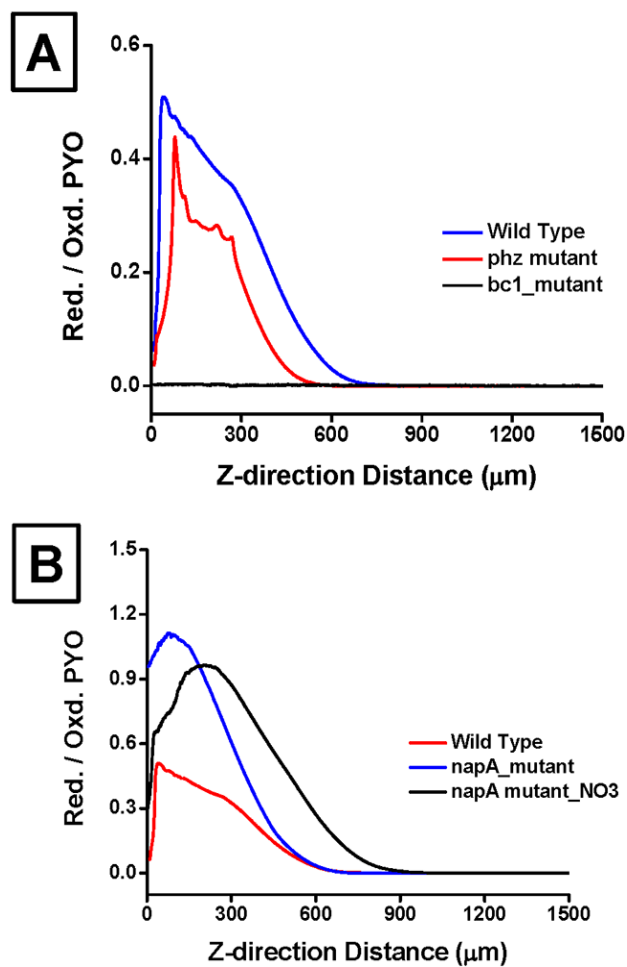 A
0.6
0.4
0.2
0.0
Red. / Oxd. PYO
Wild Type
phz mutant
bc1_mutant
0 300 600 900 1200 1500
Z-direction Distance (μm)
B
1.5
1.2
0.9
0.6
0.3
0.0
Red. / Oxd. PYO
Wild Type
napA_mutant
napA mutant_NO3
0 300 600 900 1200 1500
Z-direction Distance (μm)